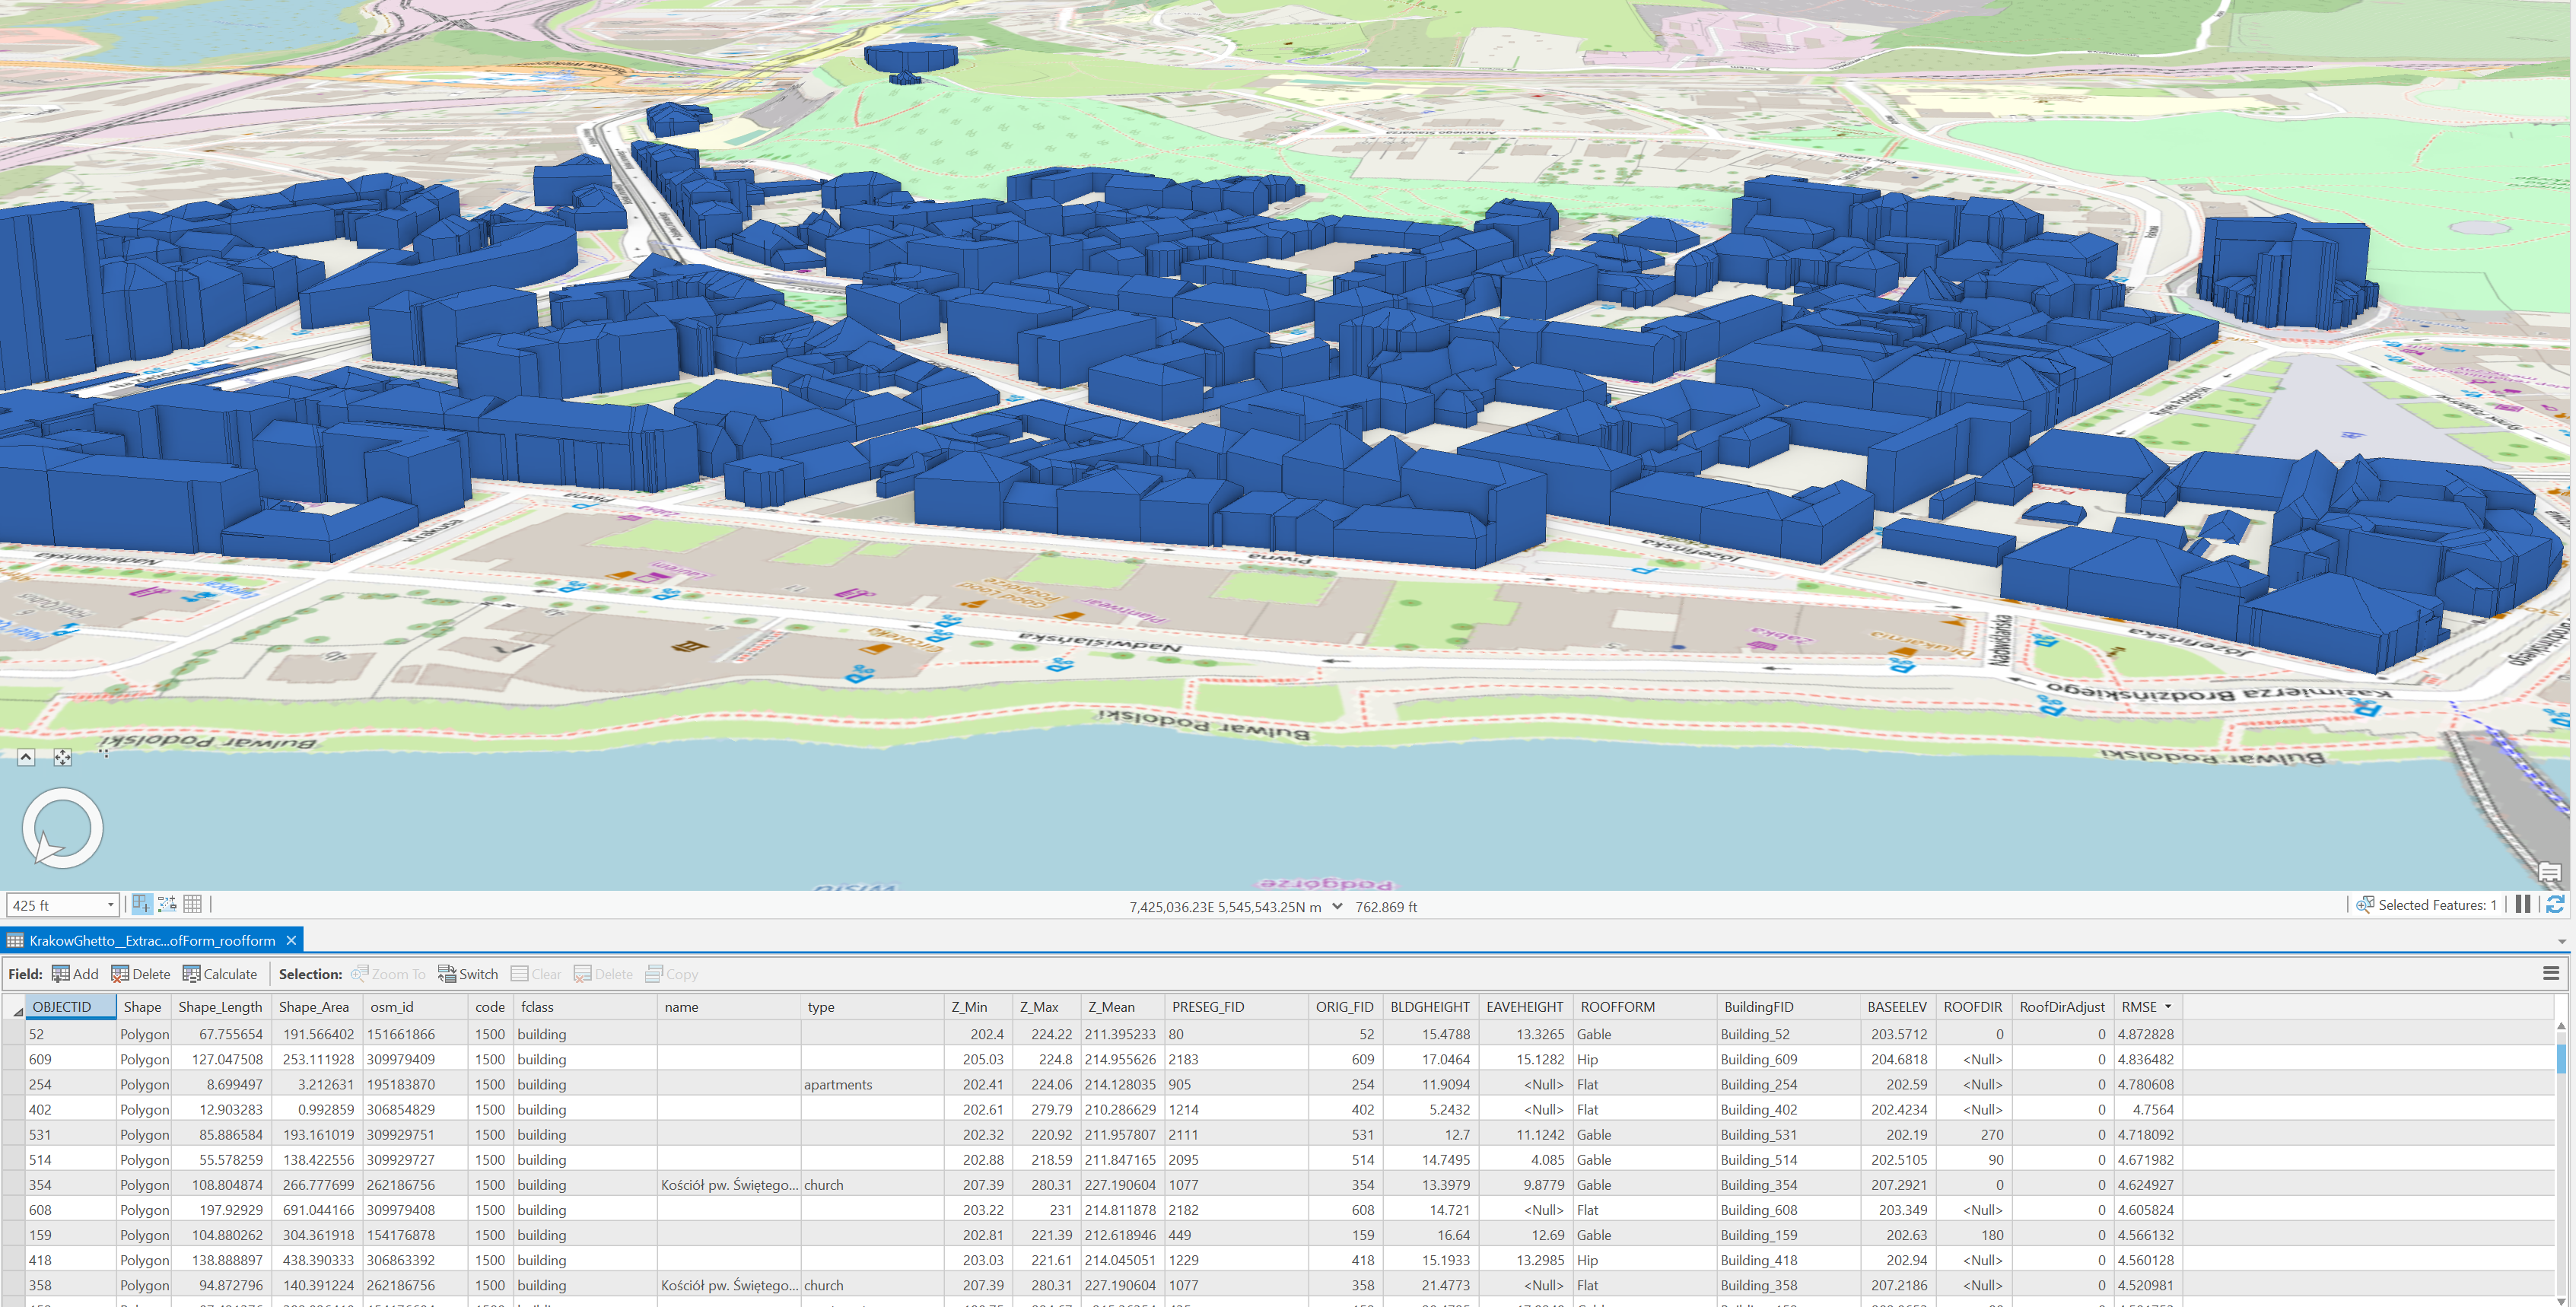 Krakusa
Piwna
Piwna
Józefińska
Józefińska
Nadwiślańska
Nadwiślańska
Żabka
Drukarnia
Cricoteka
Kazimierza Brodzińskiego
Bulwar Podolski
Bulwar Podolski
Bulwar Podolski
Wisła
Podgórze
425 ft
7,425,036.23E 5,545,543.25N m 762.869 ft
Selected Features: 1
KrakowGhetto__Extrac...ofForm_roofform
Field: Add Delete Calculate Selection: Zoom To Switch Clear Delete Copy
OBJECTID Shape Shape_Length Shape_Area osm_id code fclass name type Z_Min Z_Max Z_Mean PRESEG_FID ORIG_FID BLDGHEIGHT EAVEHEIGHT ROOFFORM BuildingFID BASEELEV ROOFDIR RoofDirAdjust RMSE
52 Polygon 67.755654 191.566402 151661866 1500 building 202.4 224.22 211.395233 80 52 15.4788 13.3265 Gable Building_52 203.5712 0 0 4.872828
609 Polygon 127.047508 253.111928 309979409 1500 building 205.03 224.8 214.955626 2183 609 17.0464 15.1282 Hip Building_609 204.6818 <Null> 0 4.836482
254 Polygon 8.699497 3.212631 195183870 1500 building apartments 202.41 224.06 214.128035 905 254 11.9094 <Null> Flat Building_254 202.59 <Null> 0 4.780608
402 Polygon 12.903283 0.992859 306854829 1500 building 202.61 279.79 210.286629 1214 402 5.2432 <Null> Flat Building_402 202.4234 <Null> 0 4.7564
531 Polygon 85.886584 193.161019 309929751 1500 building 202.32 220.92 211.957807 2111 531 12.7 11.1242 Gable Building_531 202.19 270 0 4.718092
514 Polygon 55.578259 138.422556 309929727 1500 building 202.88 218.59 211.847165 2095 514 14.7495 4.085 Gable Building_514 202.5105 90 0 4.671982
354 Polygon 108.804874 266.777699 262186756 1500 building Kościół pw. Świętego... church 207.39 280.31 227.190604 1077 354 13.3979 9.8779 Gable Building_354 207.2921 0 0 4.624927
608 Polygon 197.92929 691.044166 309979408 1500 building 203.22 231 214.811878 2182 608 14.721 <Null> Flat Building_608 203.349 <Null> 0 4.605824
159 Polygon 104.880262 304.361918 154176878 1500 building 202.81 221.39 212.618946 449 159 16.64 12.69 Gable Building_159 202.63 180 0 4.566132
418 Polygon 138.888897 438.390333 306863392 1500 building 203.03 221.61 214.045051 1229 418 15.1933 13.2985 Hip Building_418 202.94 <Null> 0 4.560128
358 Polygon 94.872796 140.391224 262186756 1500 building Kościół pw. Świętego... church 207.39 280.31 227.190604 1077 358 21.4773 <Null> Flat Building_358 207.2186 <Null> 0 4.520981